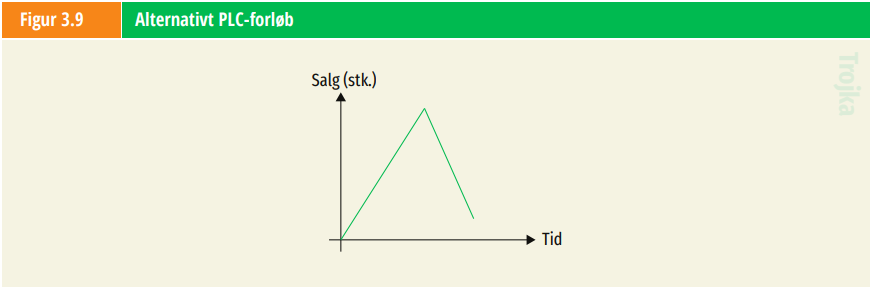 Figur 3.9
Alternativt PLC-forløb
Trojka
Salg (stk.)
Tid